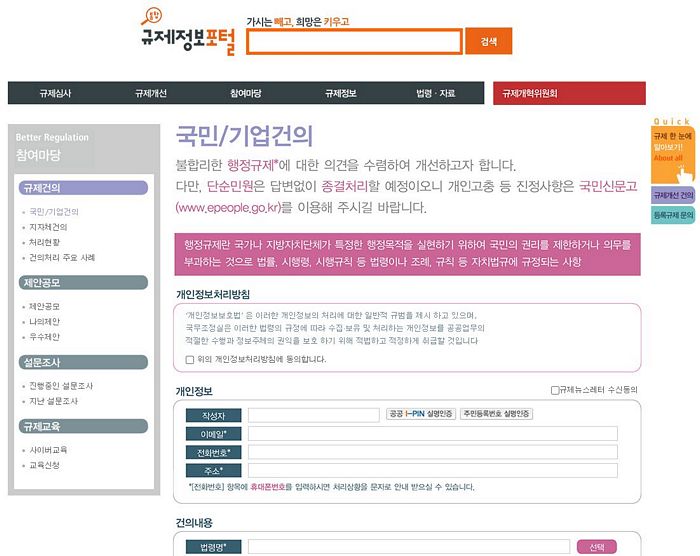 통합
규제정보포털
가시는 빼고, 희망은 키우고
검색
규제심사 규제개선 참여마당 규제정보 법령·자료 규제개혁위원회
Quick
규제 한 눈에
알아보기!
About all
규제개선 건의
등록규제 문의
Better Regulation
참여마당
규제건의
국민/기업건의
지자체건의
처리현황
건의처리 주요 사례
제안공모
제안공모
나의제안
우수제안
설문조사
진행중인 설문조사
지난 설문조사
규제교육
사이버교육
교육신청
국민/기업건의
불합리한 행정규제*에 대한 의견을 수렴하여 개선하고자 합니다.
다만, 단순민원은 답변없이 종결처리할 예정이오니 개인고충 등 진정사항은 국민신문고
(www.epeople.go.kr)를 이용해 주시길 바랍니다.
행정규제란 국가나 지방자치단체가 특정한 행정목적을 실현하기 위하여 국민의 권리를 제한하거나 의무를
부과하는 것으로 법률, 시행령, 시행규칙 등 법령이나 조례, 규칙 등 자치법규에 규정되는 사항
개인정보처리방침
'개인정보보호법' 은 이러한 개인정보의 처리에 대한 일반적 규범을 제시 하고 있으며,
국무조정실은 이러한 법령의 규정에 따라 수집·보유 및 처리하는 개인정보를 공공업무의
적절한 수행과 정보주체의 권익을 보호 하기 위해 적법하고 적정하게 취급할 것입니다
위의 개인정보처리방침에 동의합니다.
개인정보
규제뉴스레터 수신동의
작성자 공공 I-PIN 실명인증 주민등록번호 실명인증
이메일*
전화번호*
주소*
*[전화번호] 항목에 휴대폰번호를 입력하시면 처리상황을 문자로 안내 받으실 수 있습니다.
건의내용
법령명* 선택